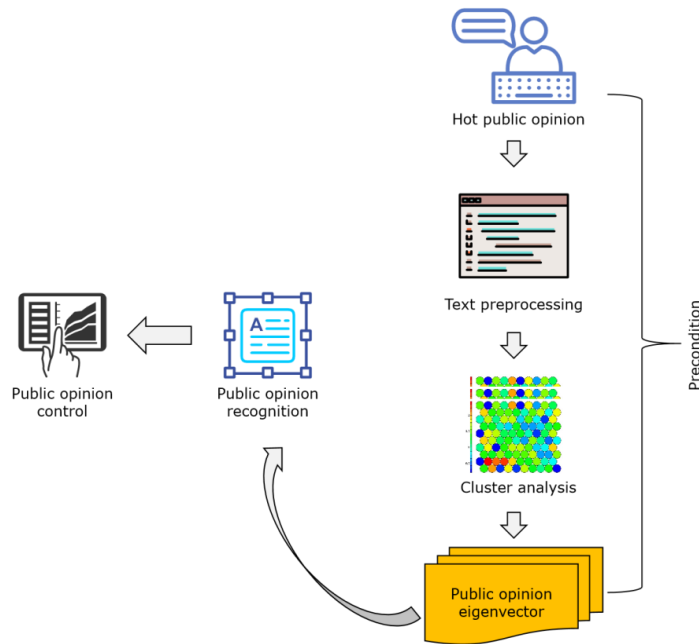 Hot public opinion
Text preprocessing
Precondition
A
Public opinion
control
Public opinion
recognition
Cluster analysis
Public opinion
eigenvector